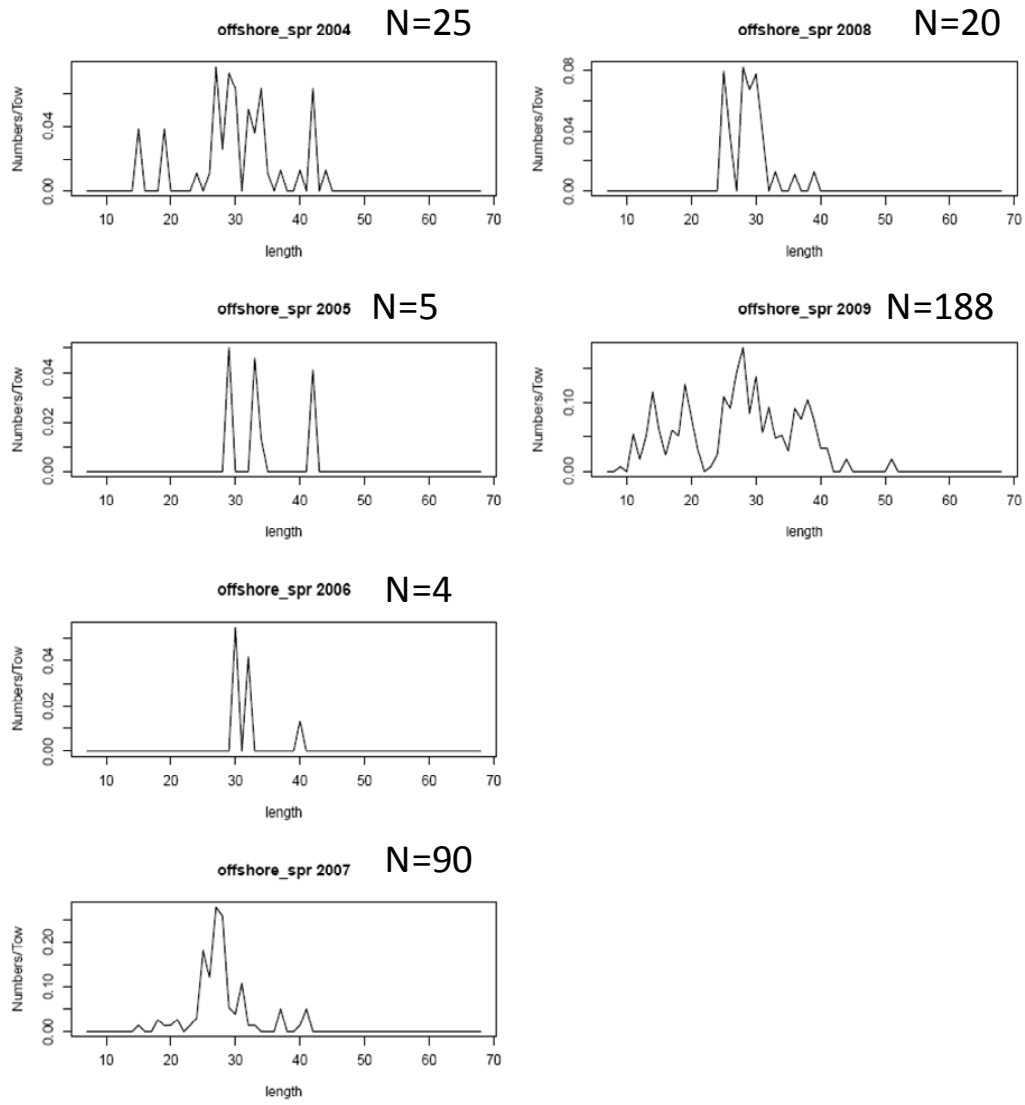 offshore_spr 2004 N=25
Numbers/Tow
0.04
0.00
10 20 30 40 50 60 70
length
offshore_spr 2005 N=5
Numbers/Tow
0.04
0.02
0.00
10 20 30 40 50 60 70
length
offshore_spr 2006 N=4
Numbers/Tow
0.04
0.02
0.00
10 20 30 40 50 60 70
length
offshore_spr 2007 N=90
Numbers/Tow
0.20
0.10
0.00
10 20 30 40 50 60 70
length
offshore_spr 2008 N=20
Numbers/Tow
0.08
0.04
0.00
10 20 30 40 50 60 70
length
offshore_spr 2009 N=188
Numbers/Tow
0.10
0.00
10 20 30 40 50 60 70
length